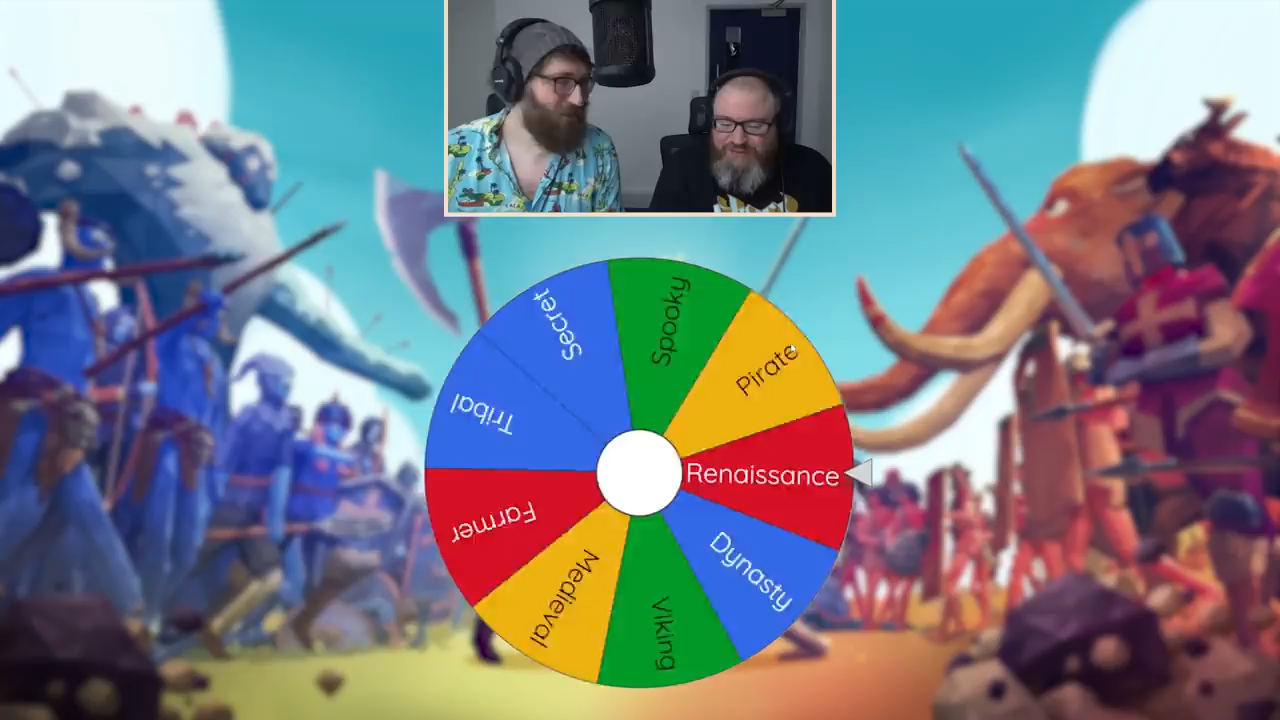 Spooky
Pirate
Renaissance
Dynasty
Viking
Medieval
Farmer
Tribal
Secret